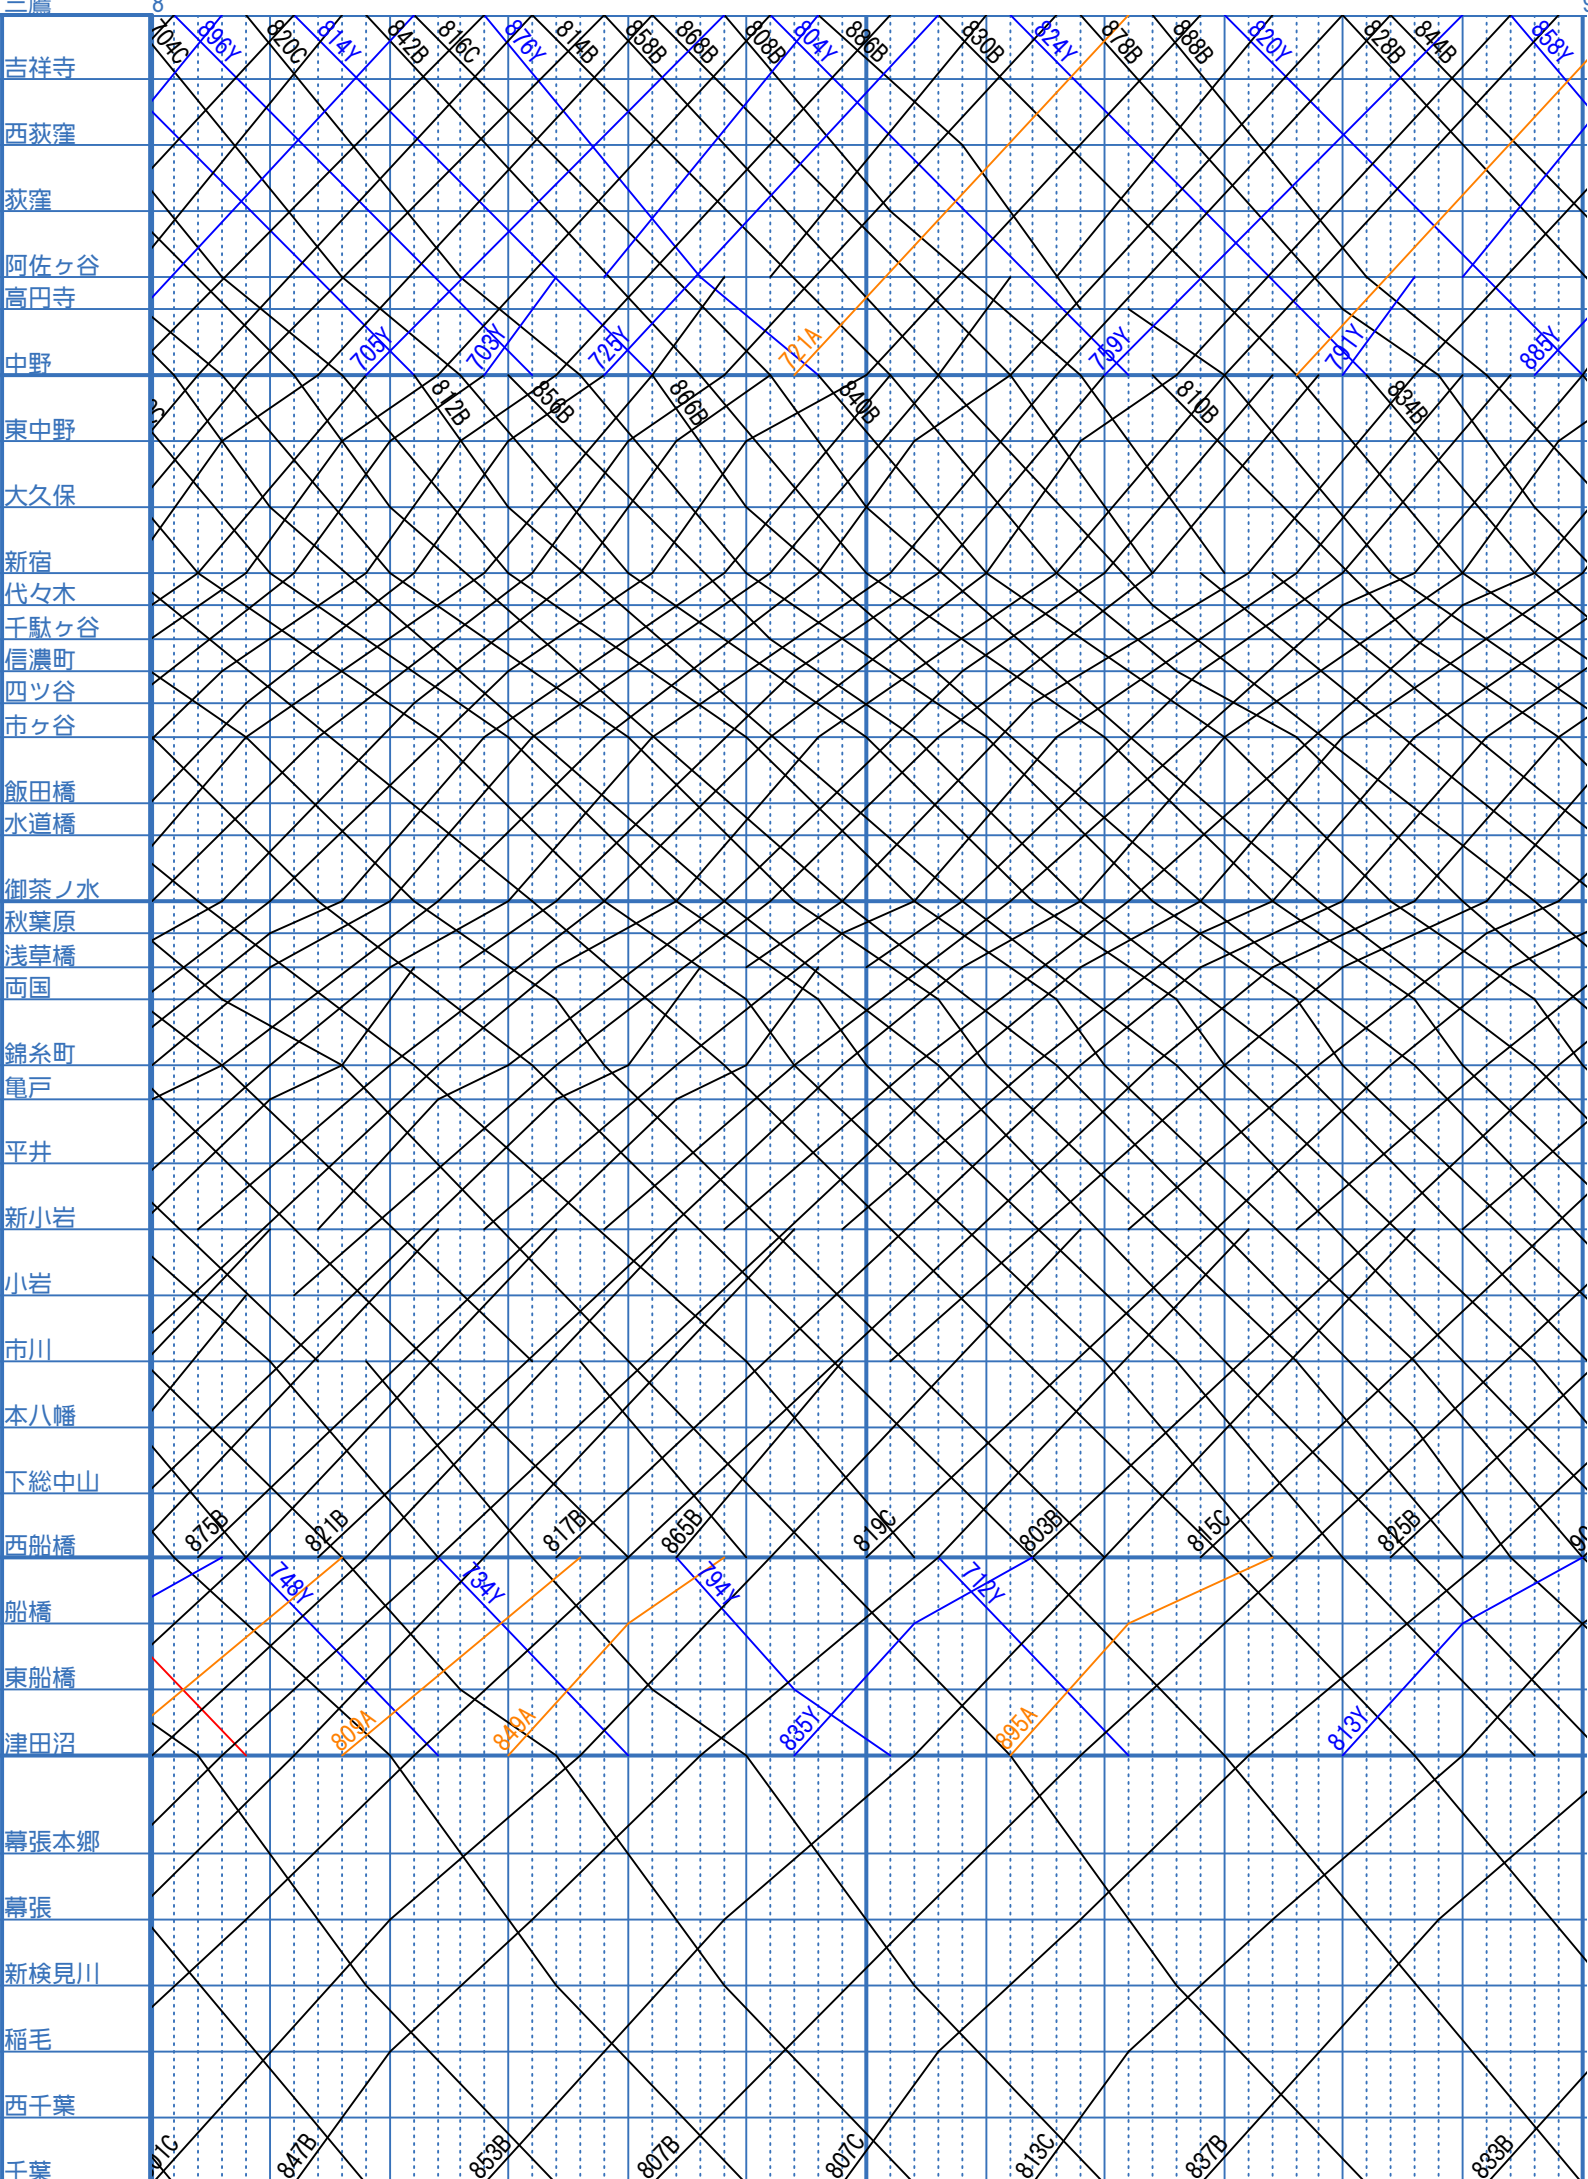 三鷹 8
704C 896Y 820C 814Y 842B 816C 876Y 814B 858B 868B 808B 804Y 886B 830B 824Y 878B 888B 820Y 828B 844B 858Y
吉祥寺
西荻窪
荻窪
阿佐ヶ谷
高円寺
中野 705Y 703Y 725Y 721A 759Y 791Y 885Y
812B 856B 866B 840B 810B 834B
東中野
大久保
新宿
代々木
千駄ヶ谷
信濃町
四ツ谷
市ヶ谷
飯田橋
水道橋
御茶ノ水
秋葉原
浅草橋
両国
錦糸町
亀戸
平井
新小岩
小岩
市川
本八幡
下総中山
西船橋 875B 821B 817B 865B 819C 803B 815C 825B
748Y 734Y 794Y 712Y
船橋
東船橋
津田沼 809A 849A 835Y 895A 813Y
幕張本郷
幕張
新検見川
稲毛
西千葉
千葉 01C 847B 853B 807B 807C 813C 837B 833B